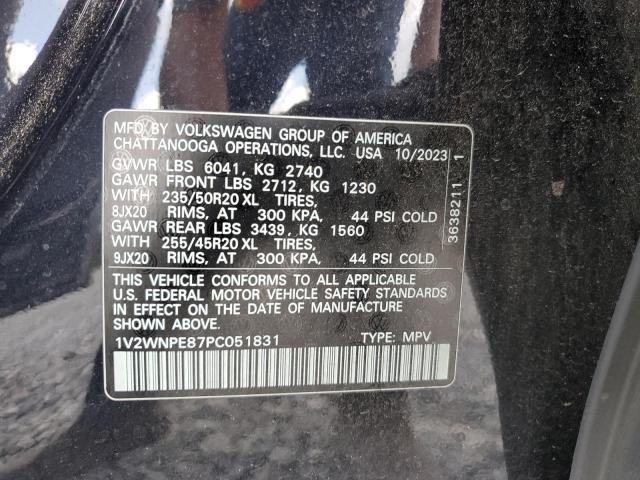 MFD BY VOLKSWAGEN GROUP OF AMERICA
CHATTANOOGA OPERATIONS, LLC. USA 10/2023
GVWR LBS 6041, KG 2740
GAWR FRONT LBS 2712, KG 1230
WITH 235/50R20 XL TIRES,
8JX20 RIMS, AT 300 KPA, 44 PSI COLD
GAWR REAR LBS 3439, KG 1560
WITH 255/45R20 XL TIRES,
9JX20 RIMS, AT 300 KPA, 44 PSI COLD
THIS VEHICLE CONFORMS TO ALL APPLICABLE
U.S. FEDERAL MOTOR VEHICLE SAFETY STANDARDS
IN EFFECT ON THE DATE OF MANUFACTURE
SHOWN ABOVE
1V2WNPE87PC051831 TYPE: MPV
3638211 1